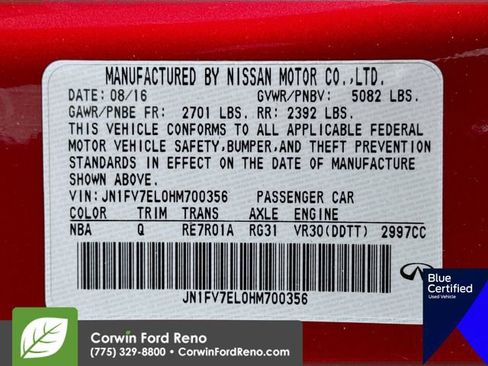 MANUFACTURED BY NISSAN MOTOR CO.,LTD.
DATE: 08/16 GVWR/PNBV: 5082 LBS.
GAWR/PNBE FR: 2701 LBS. RR: 2392 LBS.
THIS VEHICLE CONFORMS TO ALL APPLICABLE FEDERAL
MOTOR VEHICLE SAFETY,BUMPER,AND THEFT PREVENTION
STANDARDS IN EFFECT ON THE DATE OF MANUFACTURE
SHOWN ABOVE.
VIN: JN1FV7EL0HM700356 PASSENGER CAR
COLOR TRIM TRANS AXLE ENGINE
NBA Q RE7R01A RG31 VR30(DDTT) 2997CC
JN1FV7EL0HM700356
Blue
Certified
Used Vehicle
Corwin Ford Reno
(775) 329-8800 • CorwinFordReno.com